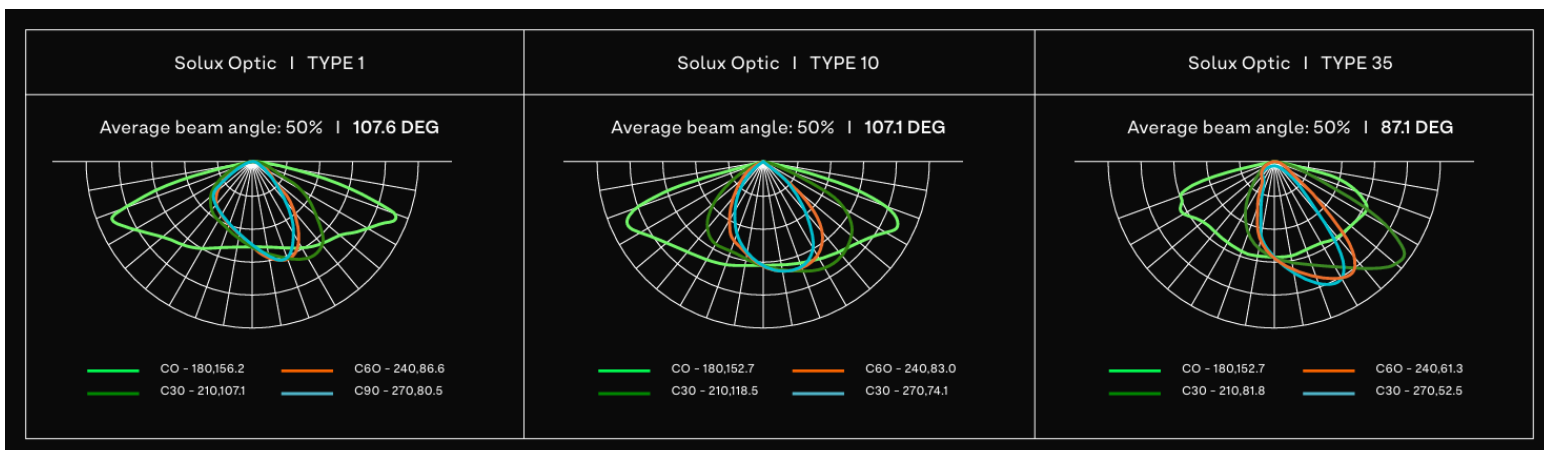 Solux Optic | TYPE 1
Solux Optic | TYPE 10
Solux Optic | TYPE 35
Average beam angle: 50% | 107.6 DEG
Average beam angle: 50% | 107.1 DEG
Average beam angle: 50% | 87.1 DEG
CO - 180,156.2
C6O - 240,86.6
C30 - 210,107.1
C90 - 270,80.5
CO - 180,152.7
C6O - 240,83.0
C30 - 210,118.5
C30 - 270,74.1
CO - 180,152.7
C6O - 240,61.3
C30 - 210,81.8
C30 - 270,52.5